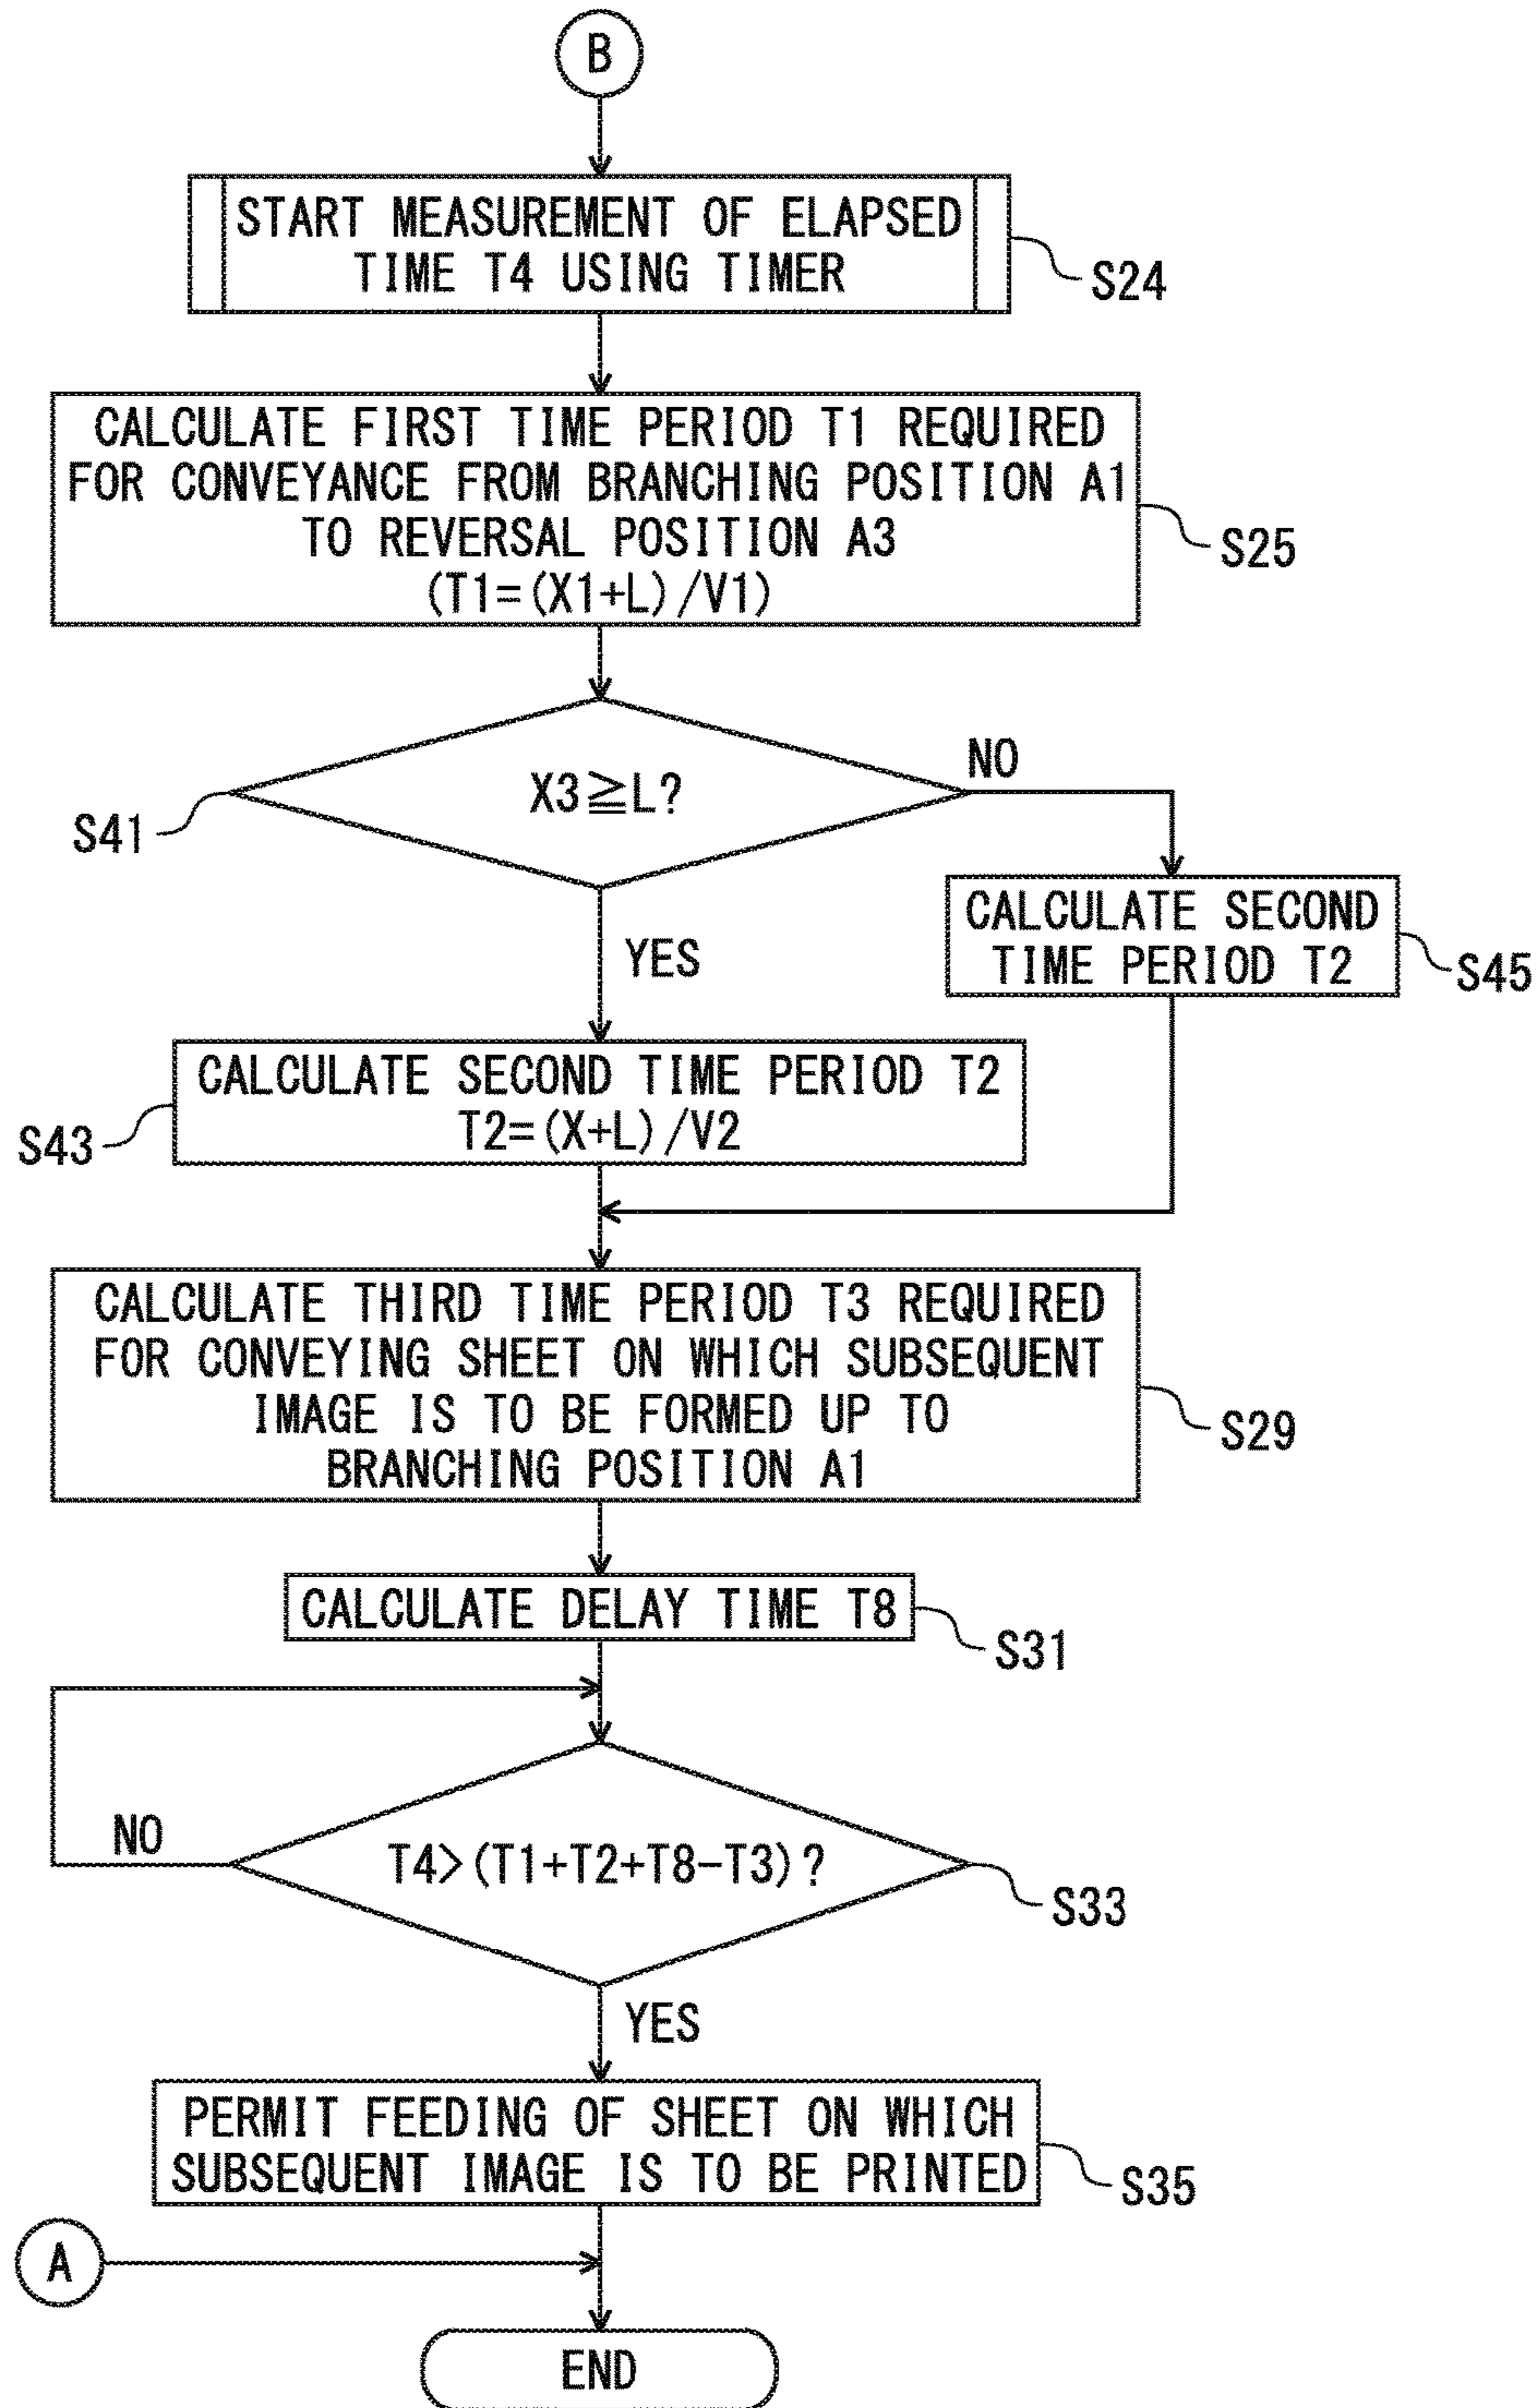 B
START MEASUREMENT OF ELAPSED
TIME T4 USING TIMER
S24
CALCULATE FIRST TIME PERIOD T1 REQUIRED
FOR CONVEYANCE FROM BRANCHING POSITION A1
TO REVERSAL POSITION A3
(T1=(X1+L)/V1)
S25
X3≧L?
NO
S41
YES
CALCULATE SECOND
TIME PERIOD T2
S45
CALCULATE SECOND TIME PERIOD T2
T2=(X+L)/V2
S43
CALCULATE THIRD TIME PERIOD T3 REQUIRED
FOR CONVEYING SHEET ON WHICH SUBSEQUENT
IMAGE IS TO BE FORMED UP TO
BRANCHING POSITION A1
S29
CALCULATE DELAY TIME T8
S31
NO
T4>(T1+T2+T8-T3)?
S33
YES
PERMIT FEEDING OF SHEET ON WHICH
SUBSEQUENT IMAGE IS TO BE PRINTED
S35
A
END